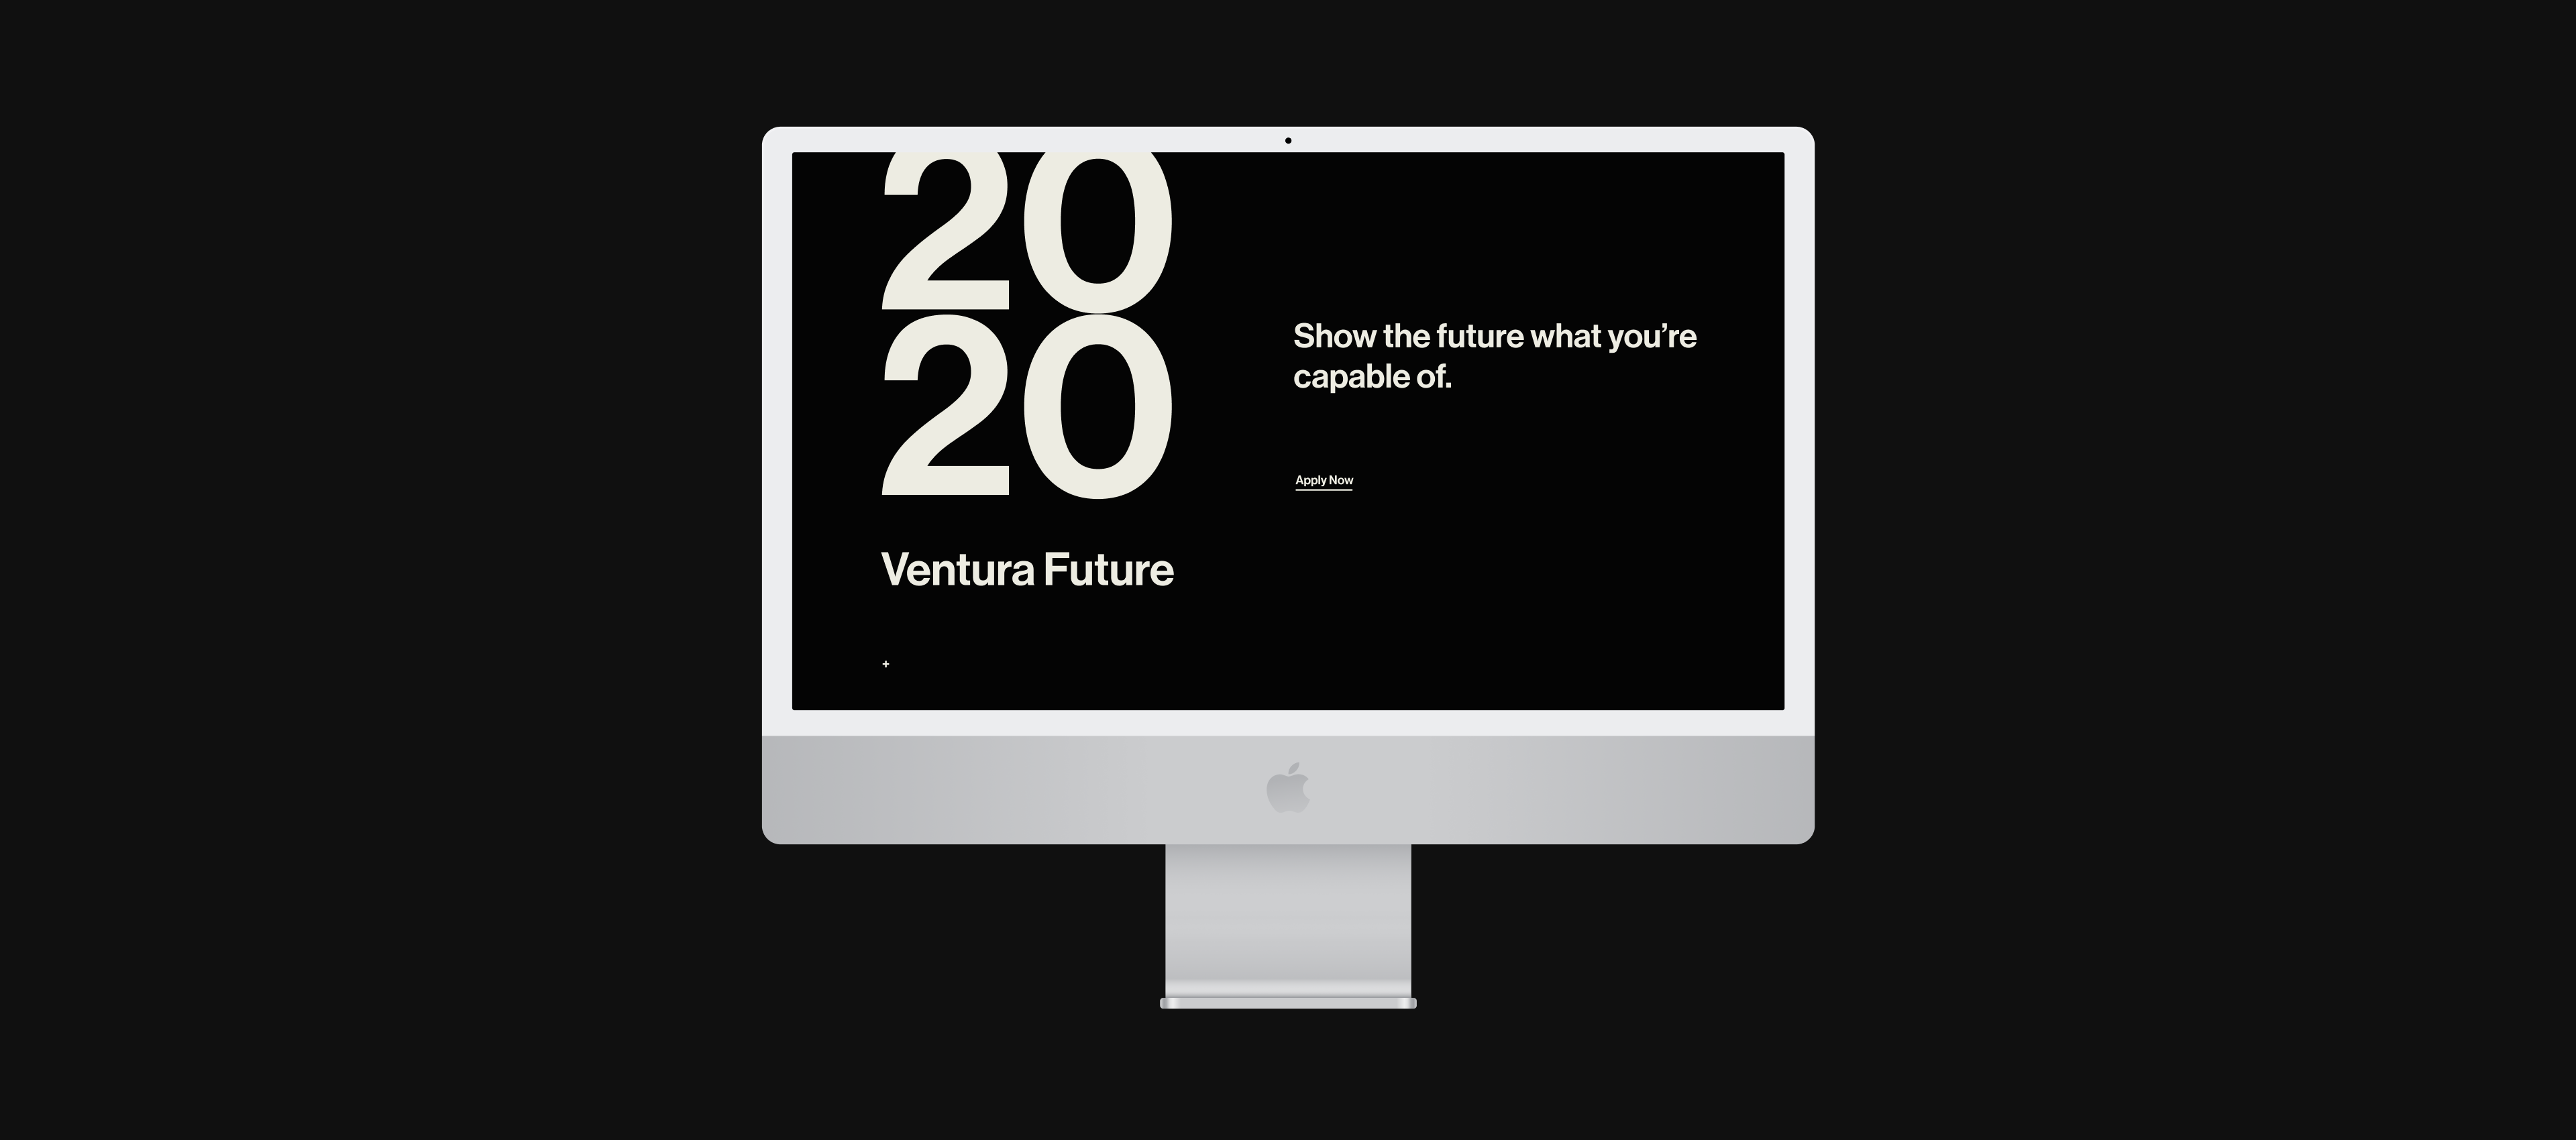 20
20
Show the future what you’re
capable of.
Apply Now
Ventura Future
+